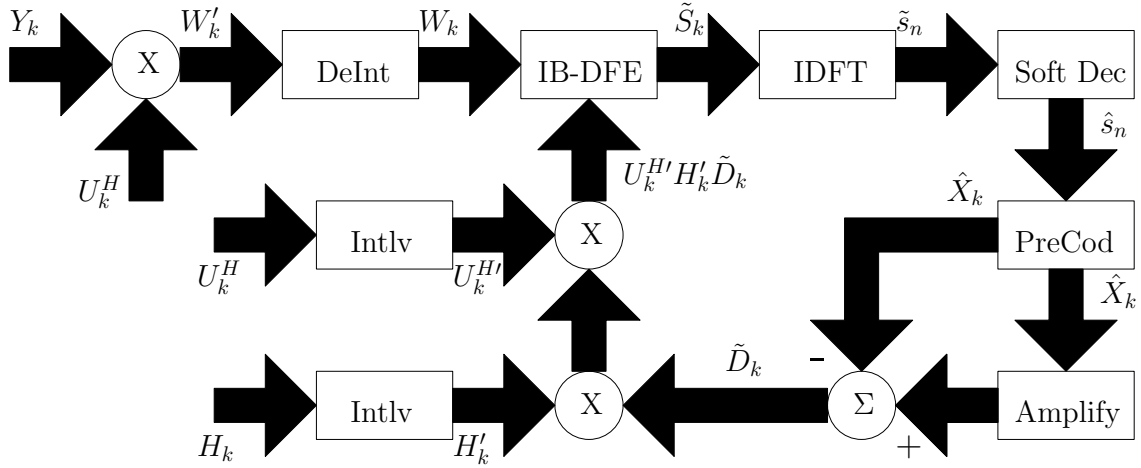 Y_k
X
W'_k
DeInt
W_k
IB-DFE
S̃_k
IDFT
s̃_n
Soft Dec
ŝ_n
U_k^H
U_k^{H′}H'_kD̃_k
X̂_k
PreCod
U_k^H
Intlv
U_k^{H′}
X
X̂_k
H_k
Intlv
H'_k
X
D̃_k
-
Σ
+
Amplify